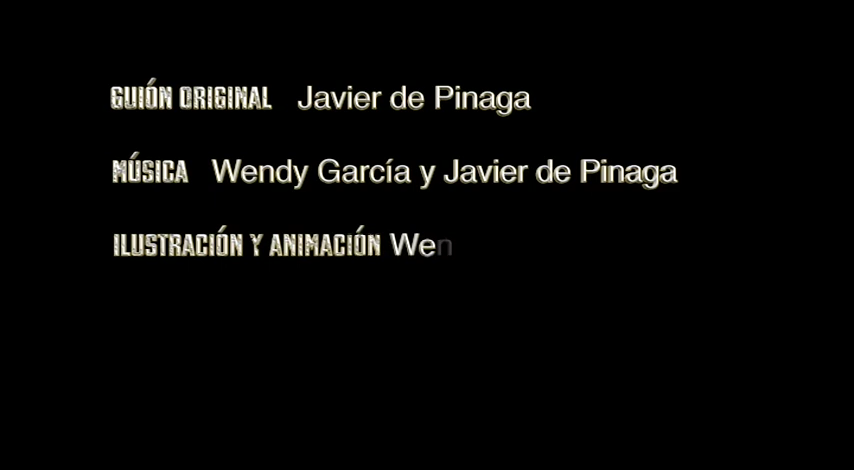 GUIÓN ORIGINAL Javier de Pinaga
MÚSICA Wendy García y Javier de Pinaga
ILUSTRACIÓN Y ANIMACIÓN Wen